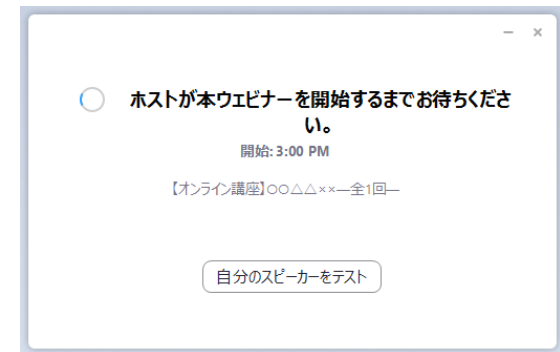 ホストが本ウェビナーを開始するまでお待ちくださ
い。
開始: 3:00 PM
【オンライン講座】○○△△××―全1回―
自分のスピーカーをテスト